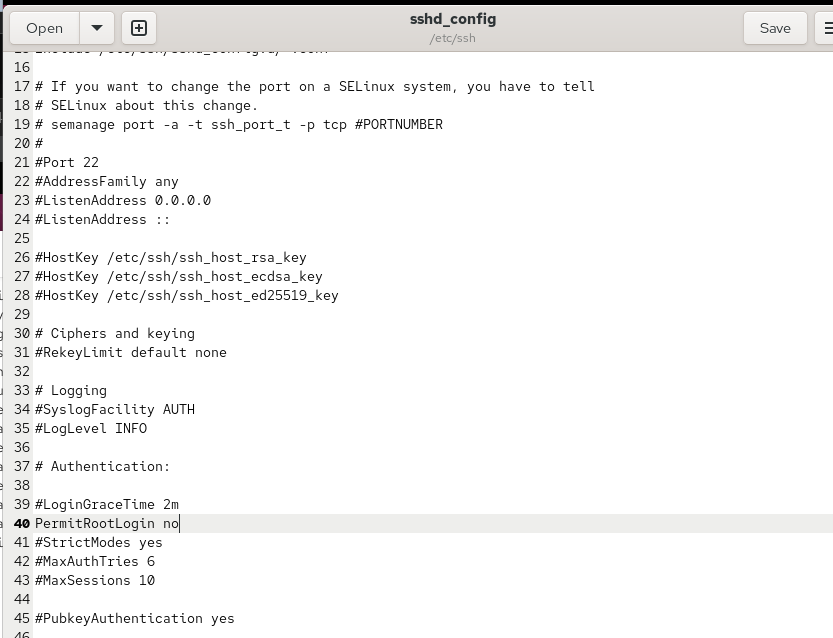 Open
sshd_config
/etc/ssh
Save
16
17 # If you want to change the port on a SELinux system, you have to tell
18 # SELinux about this change.
19 # semanage port -a -t ssh_port_t -p tcp #PORTNUMBER
20 #
21 #Port 22
22 #AddressFamily any
23 #ListenAddress 0.0.0.0
24 #ListenAddress ::
25
26 #HostKey /etc/ssh/ssh_host_rsa_key
27 #HostKey /etc/ssh/ssh_host_ecdsa_key
28 #HostKey /etc/ssh/ssh_host_ed25519_key
29
30 # Ciphers and keying
31 #RekeyLimit default none
32
33 # Logging
34 #SyslogFacility AUTH
35 #LogLevel INFO
36
37 # Authentication:
38
39 #LoginGraceTime 2m
40 PermitRootLogin no
41 #StrictModes yes
42 #MaxAuthTries 6
43 #MaxSessions 10
44
45 #PubkeyAuthentication yes
46